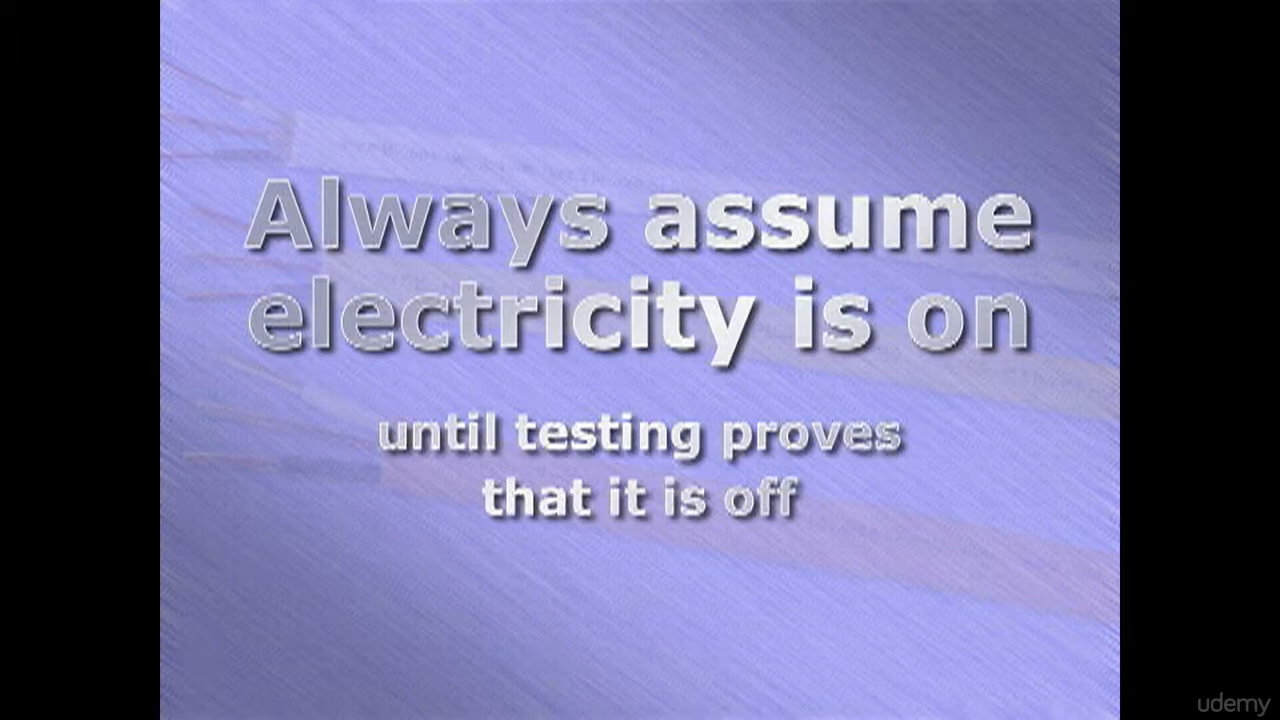 Always assume
electricity is on
until testing proves
that it is off
udemy